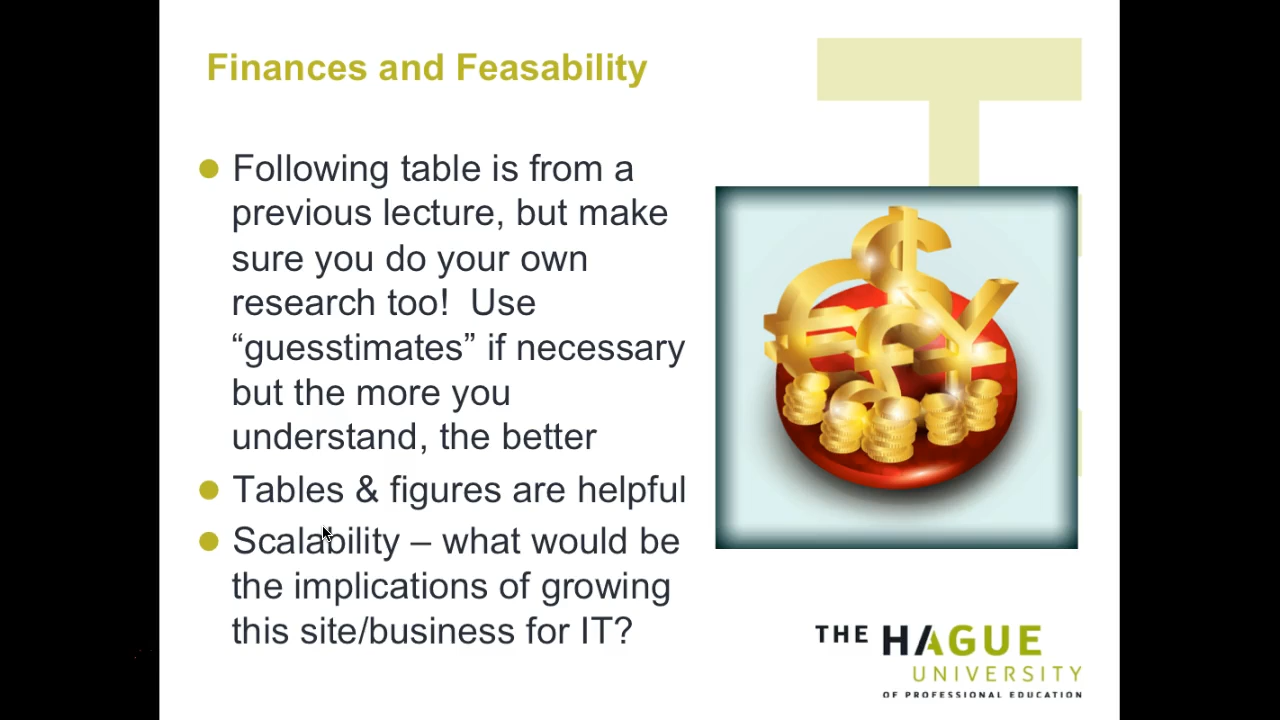 Finances and Feasability
Following table is from a
previous lecture, but make
sure you do your own
research too!  Use
“guesstimates” if necessary
but the more you
understand, the better
Tables & figures are helpful
Scalability – what would be
the implications of growing
this site/business for IT?
THE HAGUE
UNIVERSITY
OF PROFESSIONAL EDUCATION